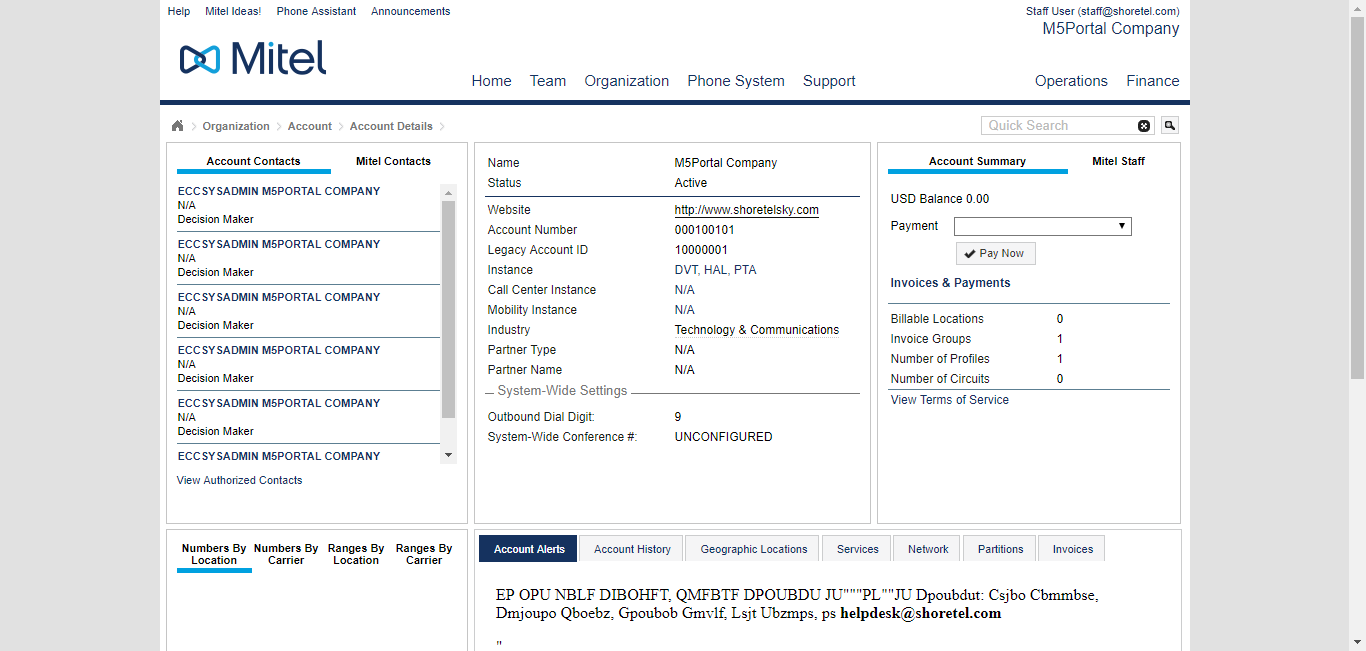 Help Mitel Ideas! Phone Assistant Announcements
Staff User (staff@shoretel.com)
M5Portal Company
Mitel
Home Team Organization Phone System Support Operations Finance
Organization Account Account Details
Quick Search
Account Contacts Mitel Contacts
ECCSYSADMIN M5PORTAL COMPANY
N/A
Decision Maker
ECCSYSADMIN M5PORTAL COMPANY
N/A
Decision Maker
ECCSYSADMIN M5PORTAL COMPANY
N/A
Decision Maker
ECCSYSADMIN M5PORTAL COMPANY
N/A
Decision Maker
ECCSYSADMIN M5PORTAL COMPANY
N/A
Decision Maker
ECCSYSADMIN M5PORTAL COMPANY
View Authorized Contacts
Name M5Portal Company
Status Active
Website http://www.shoretelsky.com
Account Number 000100101
Legacy Account ID 10000001
Instance DVT, HAL, PTA
Call Center Instance N/A
Mobility Instance N/A
Industry Technology & Communications
Partner Type N/A
Partner Name N/A
System-Wide Settings
Outbound Dial Digit: 9
System-Wide Conference #: UNCONFIGURED
Account Summary Mitel Staff
USD Balance 0.00
Payment
Pay Now
Invoices & Payments
Billable Locations 0
Invoice Groups 1
Number of Profiles 1
Number of Circuits 0
View Terms of Service
Numbers By Location Numbers By Carrier Ranges By Location Ranges By Carrier
Account Alerts Account History Geographic Locations Services Network Partitions Invoices
EP OPU NBLF DIBOHFT, QMFBTF DPOUBDU JU"""PL""JU Dpoubdut: Csjbo Cbmmbse,
Dmjoupo Qboebz, Gpoubob Gmvlf, Lsjt Ubzmps, ps helpdesk@shoretel.com
"